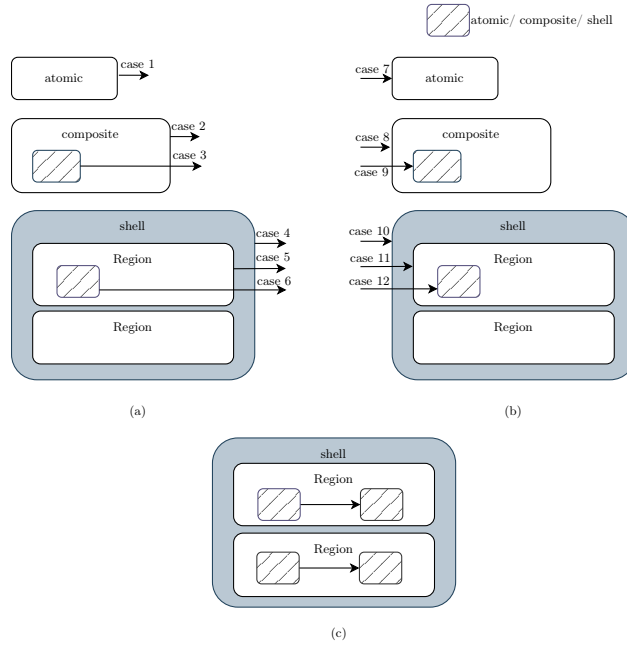 atomic/ composite/ shell
atomic
case 1
case 7
atomic
composite
case 2
case 3
case 8
case 9
composite
shell
Region
case 4
case 5
case 6
Region
case 10
case 11
case 12
shell
Region
Region
(a)
(b)
shell
Region
Region
(c)